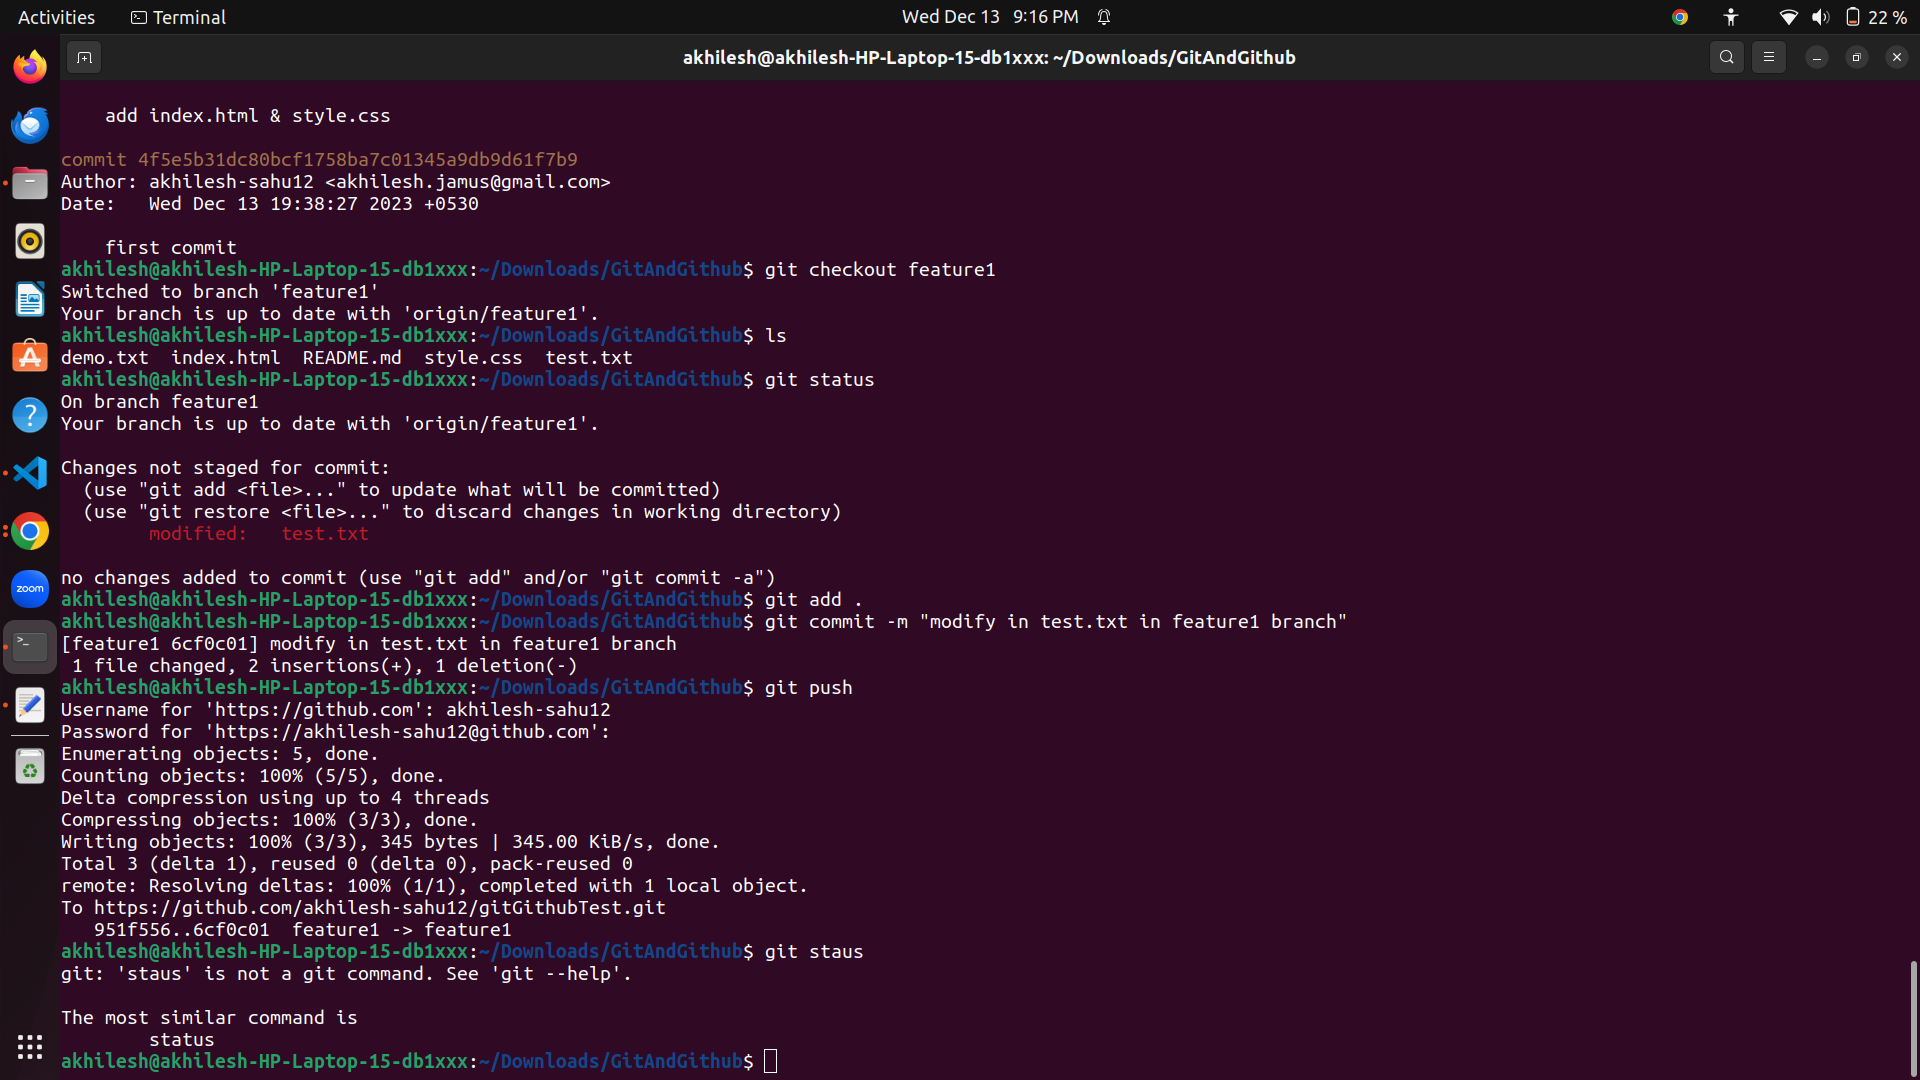 Activities
Terminal
Wed Dec 13 9:16 PM
22 %
akhilesh@akhilesh-HP-Laptop-15-db1xxx: ~/Downloads/GitAndGithub
add index.html & style.css
commit 4f5e5b31dc80bcf1758ba7c01345a9db9d61f7b9
Author: akhilesh-sahu12 <akhilesh.jamus@gmail.com>
Date:   Wed Dec 13 19:38:27 2023 +0530
first commit
akhilesh@akhilesh-HP-Laptop-15-db1xxx:~/Downloads/GitAndGithub$ git checkout feature1
Switched to branch 'feature1'
Your branch is up to date with 'origin/feature1'.
akhilesh@akhilesh-HP-Laptop-15-db1xxx:~/Downloads/GitAndGithub$ ls
demo.txt  index.html  README.md  style.css  test.txt
akhilesh@akhilesh-HP-Laptop-15-db1xxx:~/Downloads/GitAndGithub$ git status
On branch feature1
Your branch is up to date with 'origin/feature1'.
Changes not staged for commit:
  (use "git add <file>..." to update what will be committed)
  (use "git restore <file>..." to discard changes in working directory)
        modified:   test.txt
no changes added to commit (use "git add" and/or "git commit -a")
akhilesh@akhilesh-HP-Laptop-15-db1xxx:~/Downloads/GitAndGithub$ git add .
akhilesh@akhilesh-HP-Laptop-15-db1xxx:~/Downloads/GitAndGithub$ git commit -m "modify in test.txt in feature1 branch"
[feature1 6cf0c01] modify in test.txt in feature1 branch
 1 file changed, 2 insertions(+), 1 deletion(-)
akhilesh@akhilesh-HP-Laptop-15-db1xxx:~/Downloads/GitAndGithub$ git push
Username for 'https://github.com': akhilesh-sahu12
Password for 'https://akhilesh-sahu12@github.com':
Enumerating objects: 5, done.
Counting objects: 100% (5/5), done.
Delta compression using up to 4 threads
Compressing objects: 100% (3/3), done.
Writing objects: 100% (3/3), 345 bytes | 345.00 KiB/s, done.
Total 3 (delta 1), reused 0 (delta 0), pack-reused 0
remote: Resolving deltas: 100% (1/1), completed with 1 local object.
To https://github.com/akhilesh-sahu12/gitGithubTest.git
   951f556..6cf0c01  feature1 -> feature1
akhilesh@akhilesh-HP-Laptop-15-db1xxx:~/Downloads/GitAndGithub$ git staus
git: 'staus' is not a git command. See 'git --help'.
The most similar command is
        status
akhilesh@akhilesh-HP-Laptop-15-db1xxx:~/Downloads/GitAndGithub$
zoom